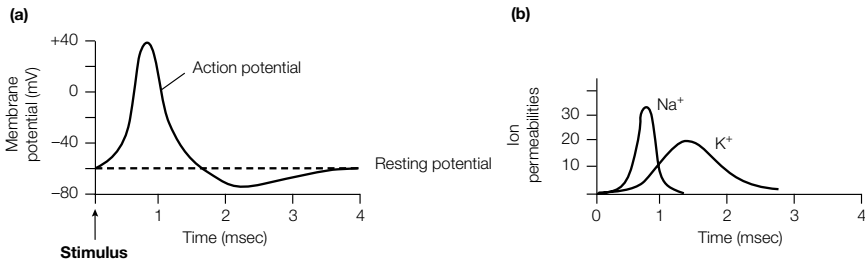 (a)
+40
0
−40
−80
Membrane
potential (mV)
Action potential
Resting potential
1
2
3
4
Time (msec)
Stimulus
(b)
30
20
10
Ion
permeabilities
Na⁺
K⁺
0
1
2
3
4
Time (msec)